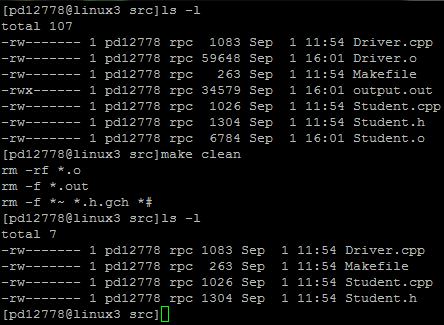 [pd12778@linux3 src]ls -l
total 107
-rw------- 1 pd12778 rpc  1083 Sep  1 11:54 Driver.cpp
-rw------- 1 pd12778 rpc 59648 Sep  1 16:01 Driver.o
-rw------- 1 pd12778 rpc   263 Sep  1 11:54 Makefile
-rwx------ 1 pd12778 rpc 34579 Sep  1 16:01 output.out
-rw------- 1 pd12778 rpc  1026 Sep  1 11:54 Student.cpp
-rw------- 1 pd12778 rpc  1304 Sep  1 11:54 Student.h
-rw------- 1 pd12778 rpc  6784 Sep  1 16:01 Student.o
[pd12778@linux3 src]make clean
rm -rf *.o
rm -f *.out
rm -f *~ *.h.gch *#
[pd12778@linux3 src]ls -l
total 7
-rw------- 1 pd12778 rpc 1083 Sep  1 11:54 Driver.cpp
-rw------- 1 pd12778 rpc  263 Sep  1 11:54 Makefile
-rw------- 1 pd12778 rpc 1026 Sep  1 11:54 Student.cpp
-rw------- 1 pd12778 rpc 1304 Sep  1 11:54 Student.h
[pd12778@linux3 src]